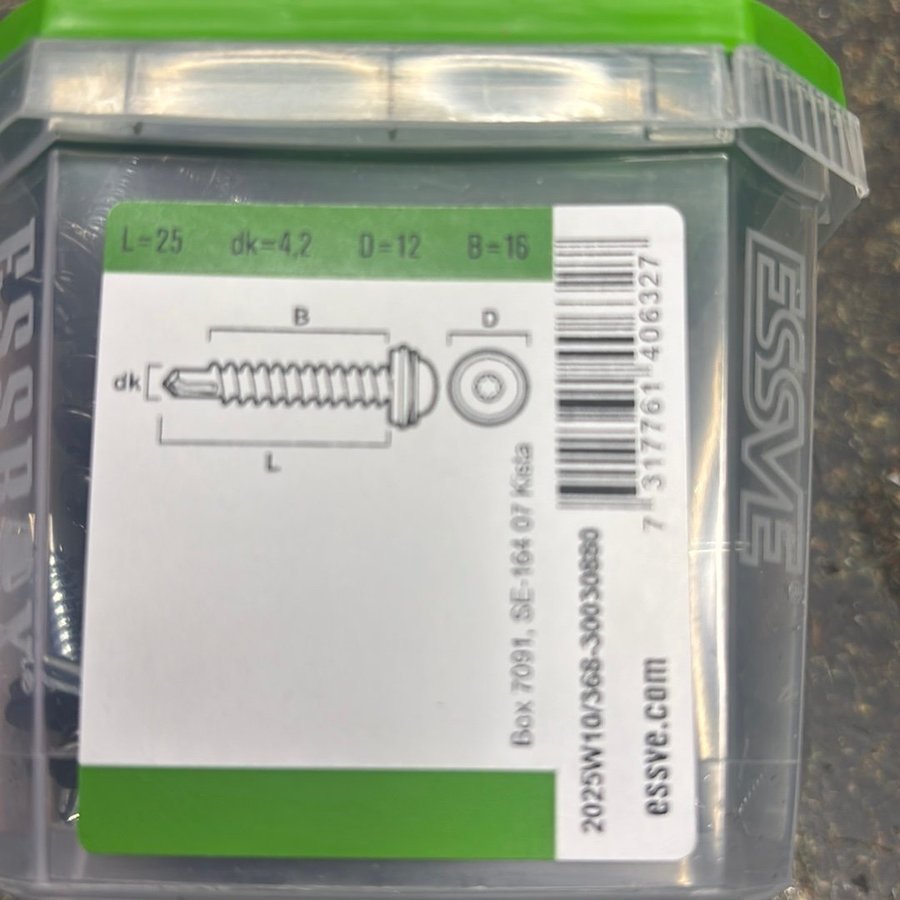 L=25 dk=4,2 D=12 B=16
B
D
dk
L
Box 7091, SE-164 07 Kista
7 317761 406327
2025W10/368-30030880
essve.com
ESSVE
ESSVE